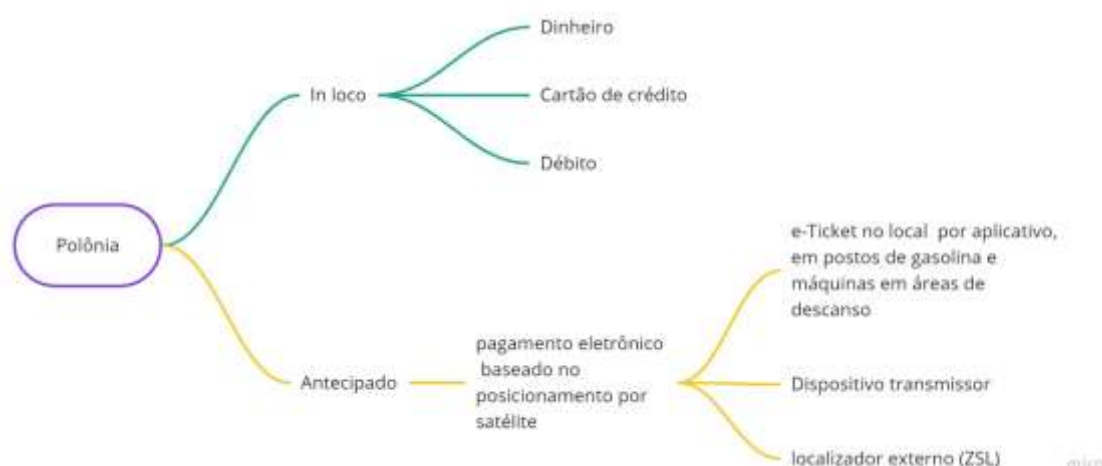 Dinheiro
In loco
Cartão de crédito
Débito
Polônia
e-Ticket no local por aplicativo,
em postos de gasolina e
máquinas em áreas de
descanso
pagamento eletrônico
baseado no
posicionamento por
satélite
Antecipado
Dispositivo transmissor
localizador externo (ZSL)